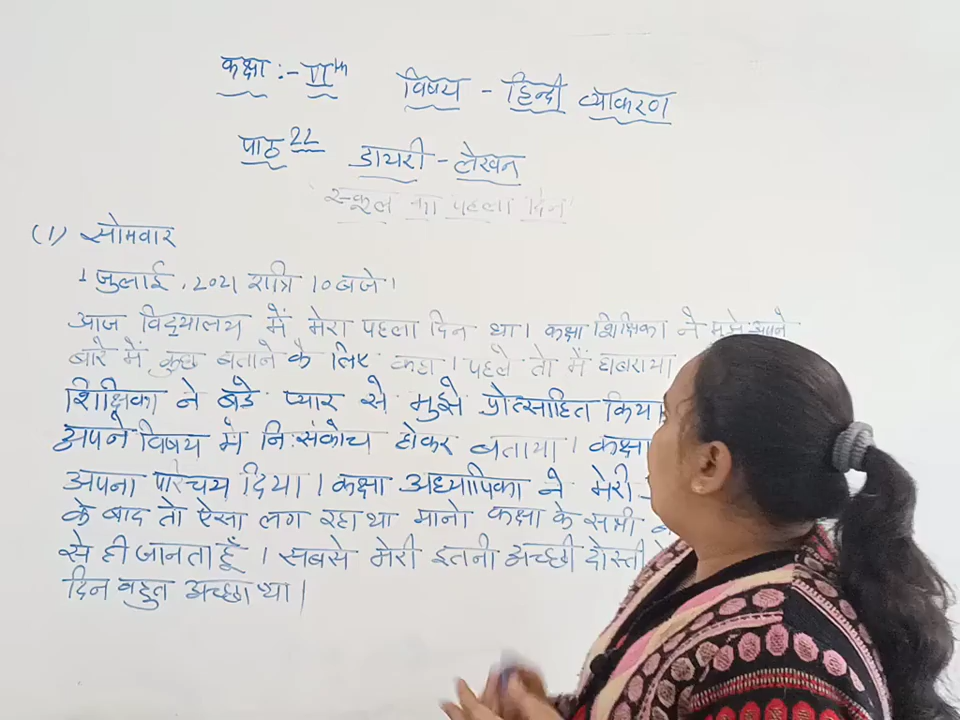 कक्षा :- VIth विषय - हिन्दी व्याकरण
पाठ 22 डायरी - लेखन
"स्कूल का पहला दिन"
(1) सोमवार
1 जुलाई, 2021 रात्रि 10 बजे।
आज विद्यालय में मेरा पहला दिन था। कक्षा शिक्षिका ने मुझे अपने
बारे में कुछ बताने के लिए कहा। पहले तो मैं घबराया
शिक्षिका ने बडे प्यार से मुझे प्रोत्साहित किया
अपने विषय में नि:संकोच होकर बताया। कक्षा
अपना परिचय दिया। कक्षा अध्यापिका ने मेरी
के बाद तो ऐसा लग रहा था मानो कक्षा के सभी
से ही जानता हूँ। सबसे मेरी इतनी अच्छी दोस्ती
दिन बहुत अच्छा था।